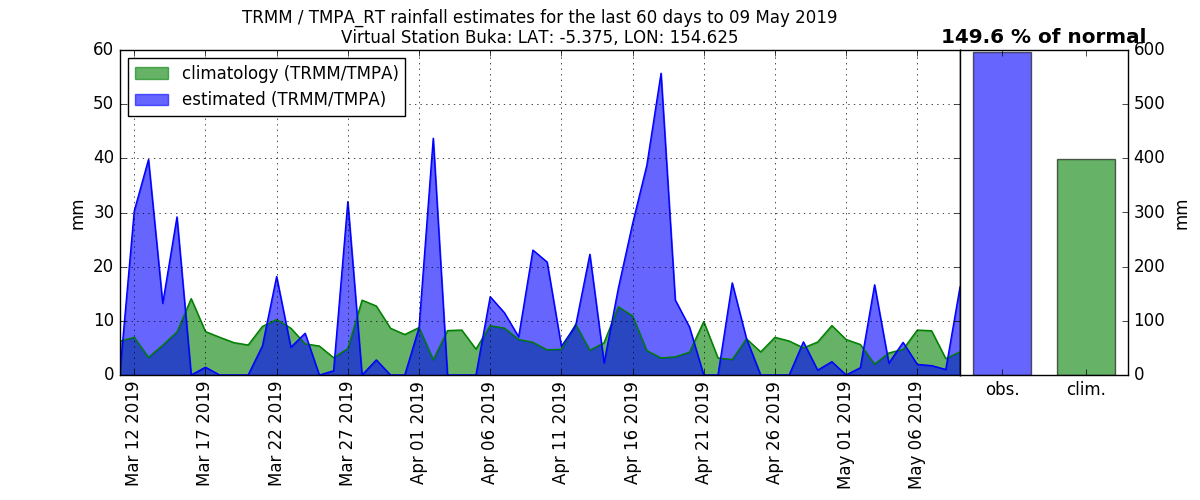 TRMM / TMPA_RT rainfall estimates for the last 60 days to 09 May 2019
Virtual Station Buka: LAT: -5.375, LON: 154.625
149.6 % of normal
climatology (TRMM/TMPA)
estimated (TRMM/TMPA)
mm
60
50
40
30
20
10
0
Mar 12 2019
Mar 17 2019
Mar 22 2019
Mar 27 2019
Apr 01 2019
Apr 06 2019
Apr 11 2019
Apr 16 2019
Apr 21 2019
Apr 26 2019
May 01 2019
May 06 2019
obs.
clim.
600
500
400
300
200
100
0
mm